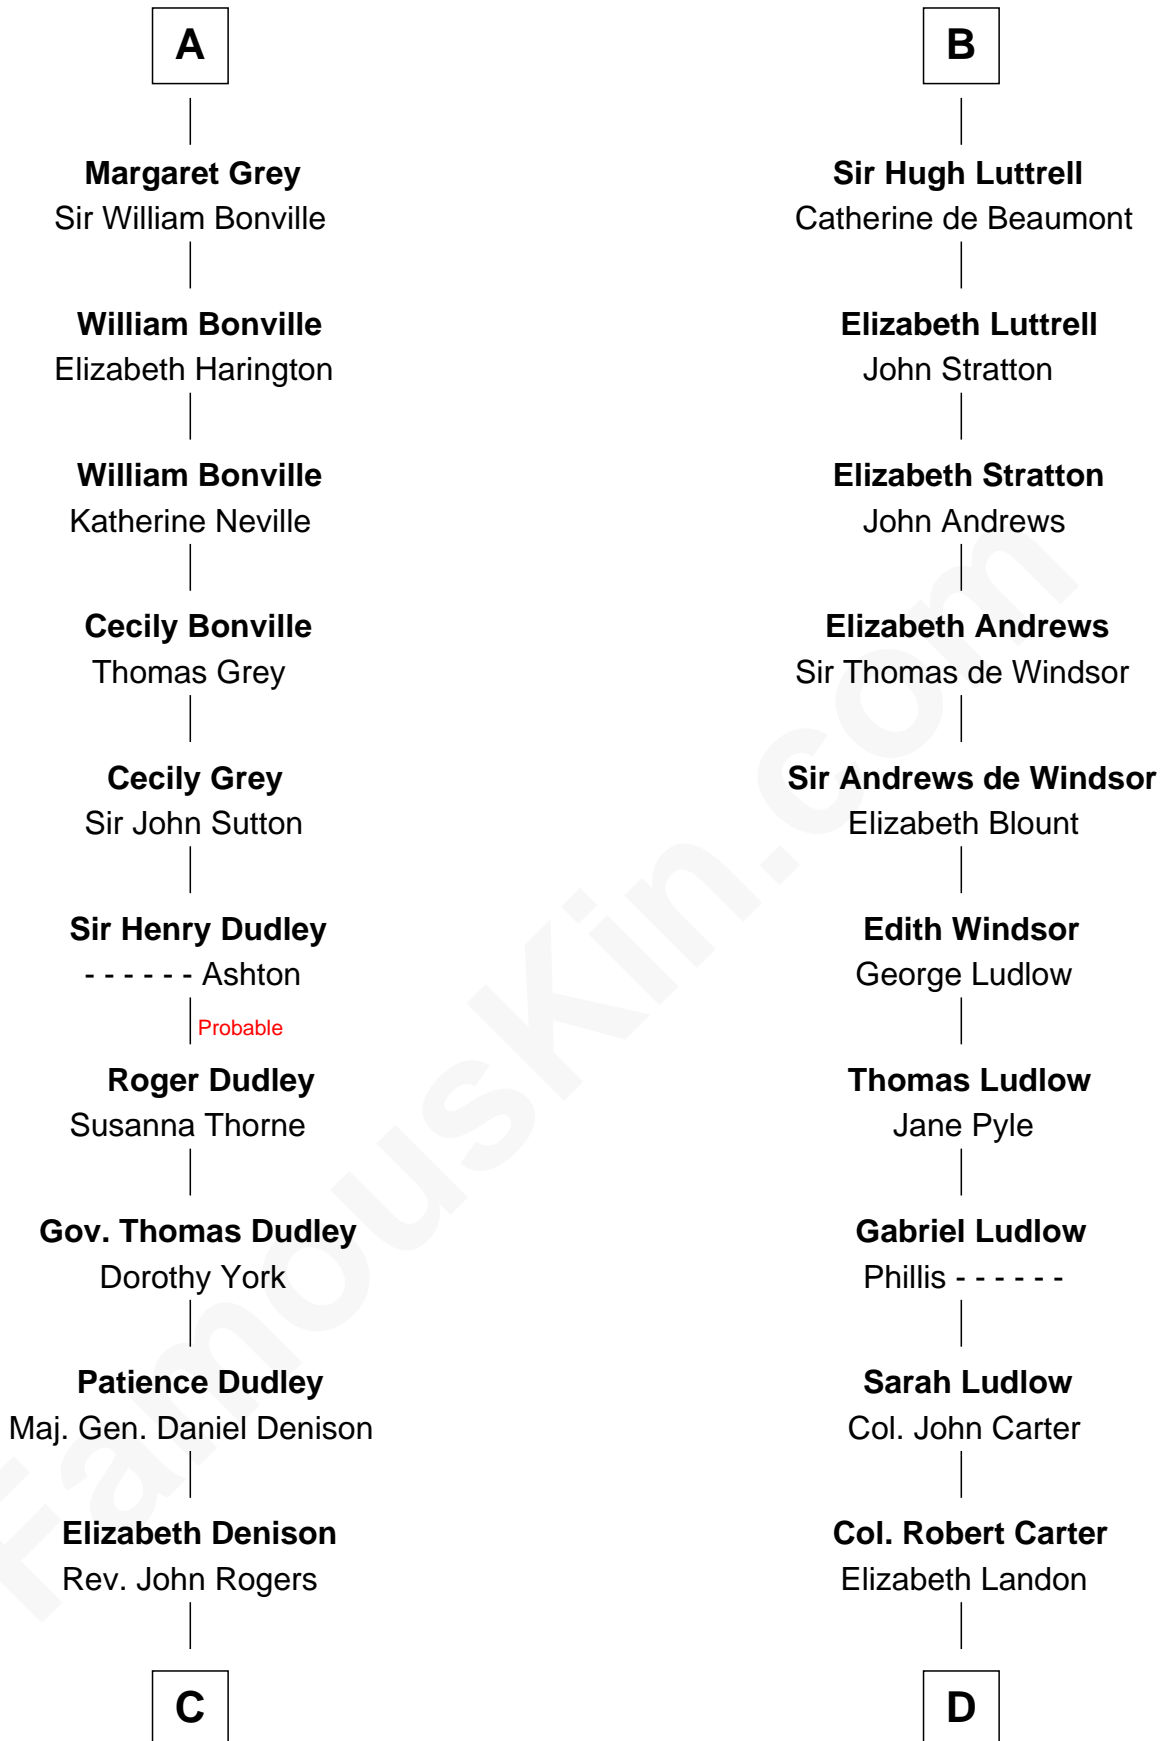 A
Margaret Grey
Sir William Bonville
William Bonville
Elizabeth Harington
William Bonville
Katherine Neville
Cecily Bonville
Thomas Grey
Cecily Grey
Sir John Sutton
Sir Henry Dudley
- - - - - - Ashton
Probable
Roger Dudley
Susanna Thorne
Gov. Thomas Dudley
Dorothy York
Patience Dudley
Maj. Gen. Daniel Denison
Elizabeth Denison
Rev. John Rogers
C
B
Sir Hugh Luttrell
Catherine de Beaumont
Elizabeth Luttrell
John Stratton
Elizabeth Stratton
John Andrews
Elizabeth Andrews
Sir Thomas de Windsor
Sir Andrews de Windsor
Elizabeth Blount
Edith Windsor
George Ludlow
Thomas Ludlow
Jane Pyle
Gabriel Ludlow
Phillis - - - - - -
Sarah Ludlow
Col. John Carter
Col. Robert Carter
Elizabeth Landon
D
FamousKin.com